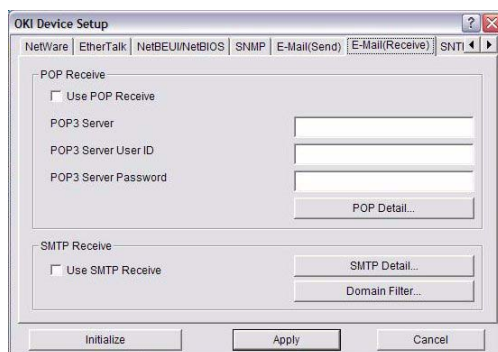 OKI Device Setup
NetWare EtherTalk NetBEUI/NetBIOS SNMP E-Mail(Send) E-Mail(Receive)
POP Receive
Use POP Receive
POP3 Server
POP3 Server User ID
POP3 Server Password
POP Detail...
SMTP Receive
Use SMTP Receive
SMTP Detail...
Domain Filter...
Initialize Apply Cancel